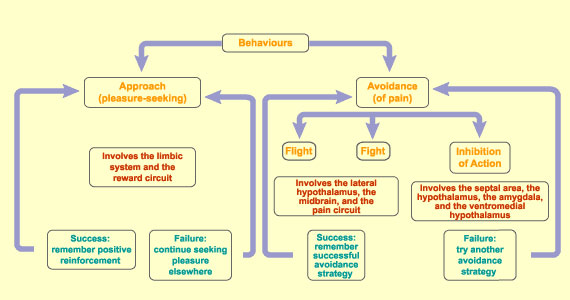 Behaviours
Approach
(pleasure-seeking)
Avoidance
(of pain)
Flight
Fight
Inhibition
of Action
Involves the limbic
system and the
reward circuit
Involves the lateral
hypothalamus, the
midbrain, and the
pain circuit
Involves the septal area, the
hypothalamus, the amygdala,
and the ventromedial
hypothalamus
Success:
remember positive
reinforcement
Failure:
continue seeking
pleasure
elsewhere
Success:
remember
successful
avoidance
strategy
Failure:
try another
avoidance
strategy